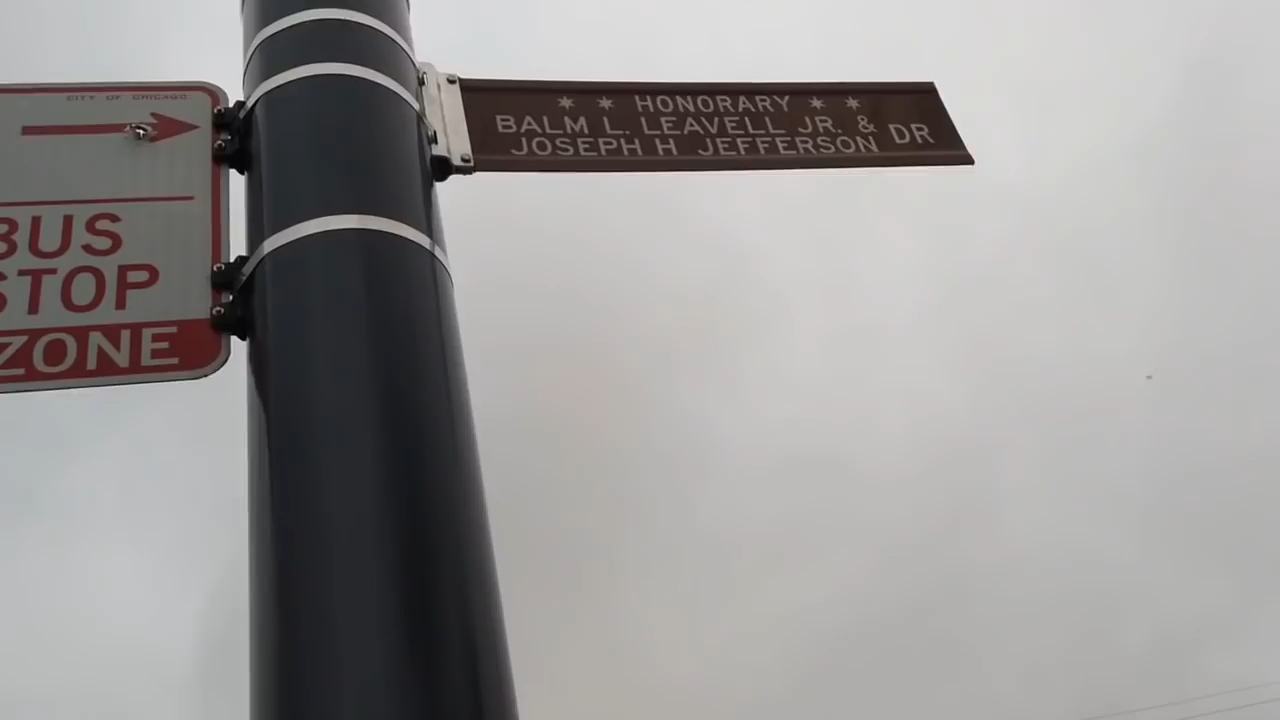 CITY OF CHICAGO
BUS
STOP
ZONE
HONORARY
BALM L. LEAVELL JR. &
JOSEPH H JEFFERSON DR